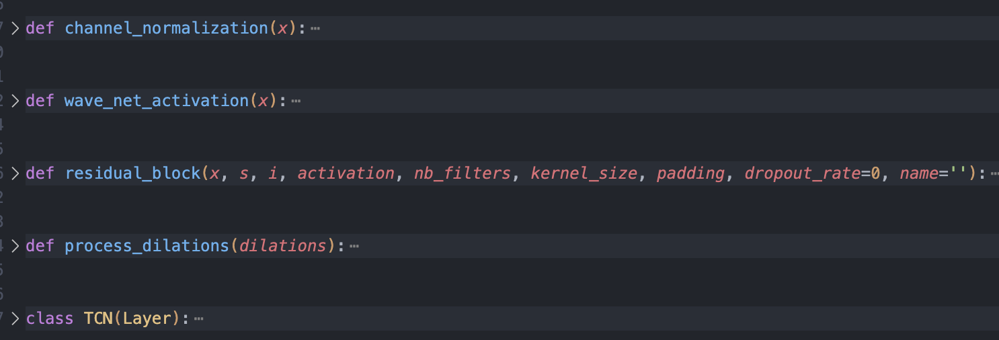 def channel_normalization(x):…
def wave_net_activation(x):…
def residual_block(x, s, i, activation, nb_filters, kernel_size, padding, dropout_rate=0, name=''):…
def process_dilations(dilations):…
class TCN(Layer):…